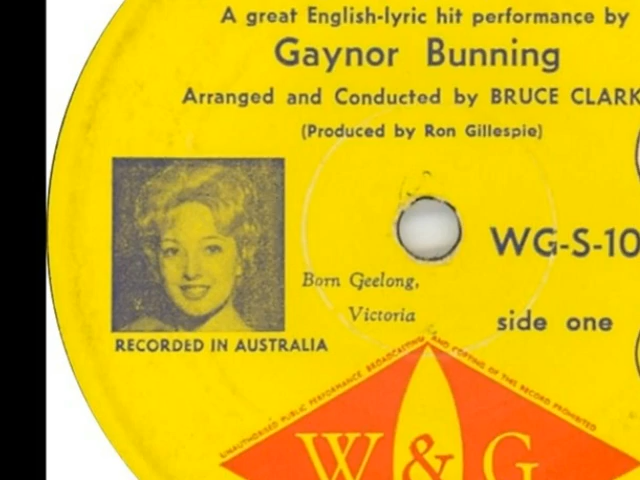 A great English-lyric hit performance by
Gaynor Bunning
Arranged and Conducted by BRUCE CLARK
(Produced by Ron Gillespie)
WG-S-10
Born Geelong,
Victoria
side one
RECORDED IN AUSTRALIA
UNAUTHORISED PUBLIC PERFORMANCE BROADCASTING AND COPYING OF THIS RECORD PROHIBITED
W & G